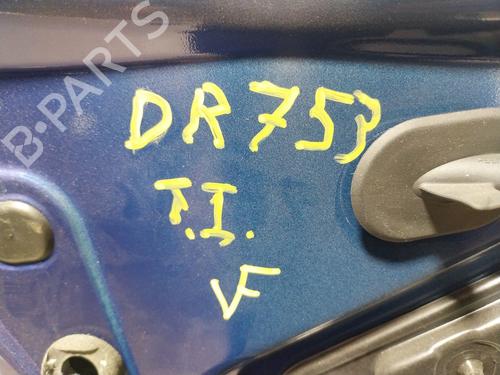 B-PARTS
DR753
T.I.
VF